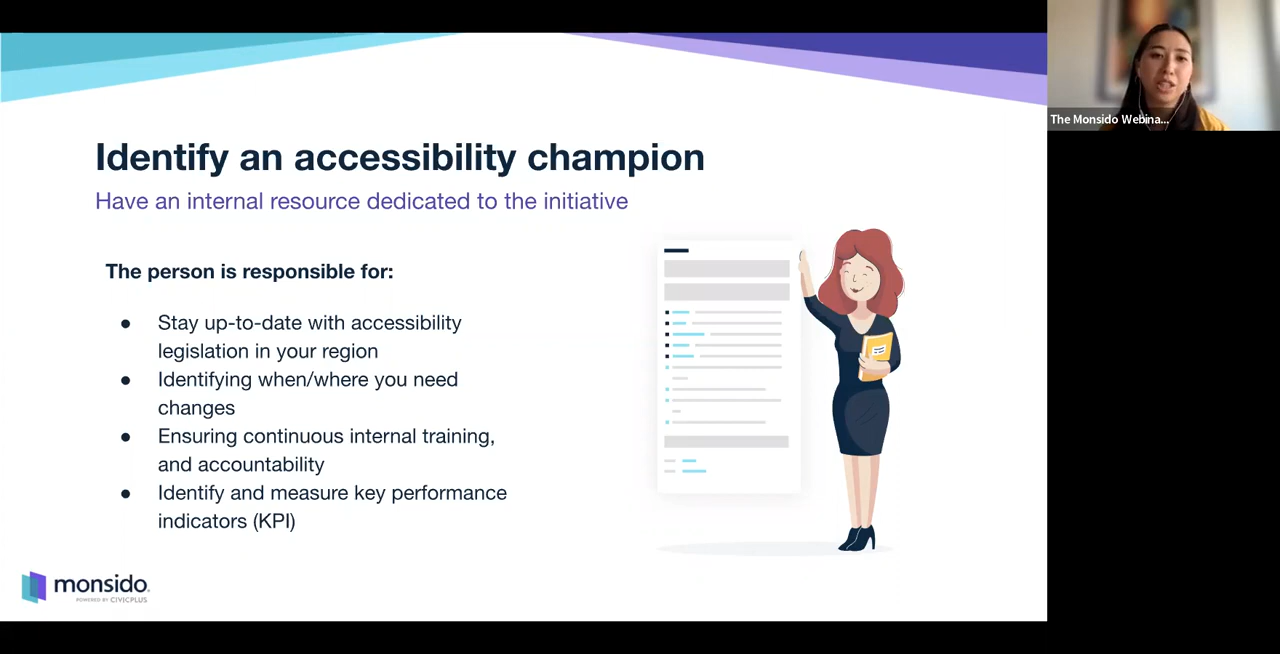 Identify an accessibility champion
Have an internal resource dedicated to the initiative
The person is responsible for:
● Stay up-to-date with accessibility
legislation in your region
● Identifying when/where you need
changes
● Ensuring continuous internal training,
and accountability
● Identify and measure key performance
indicators (KPI)
monsido
POWERED BY CIVICPLUS
The Monsido Webina...